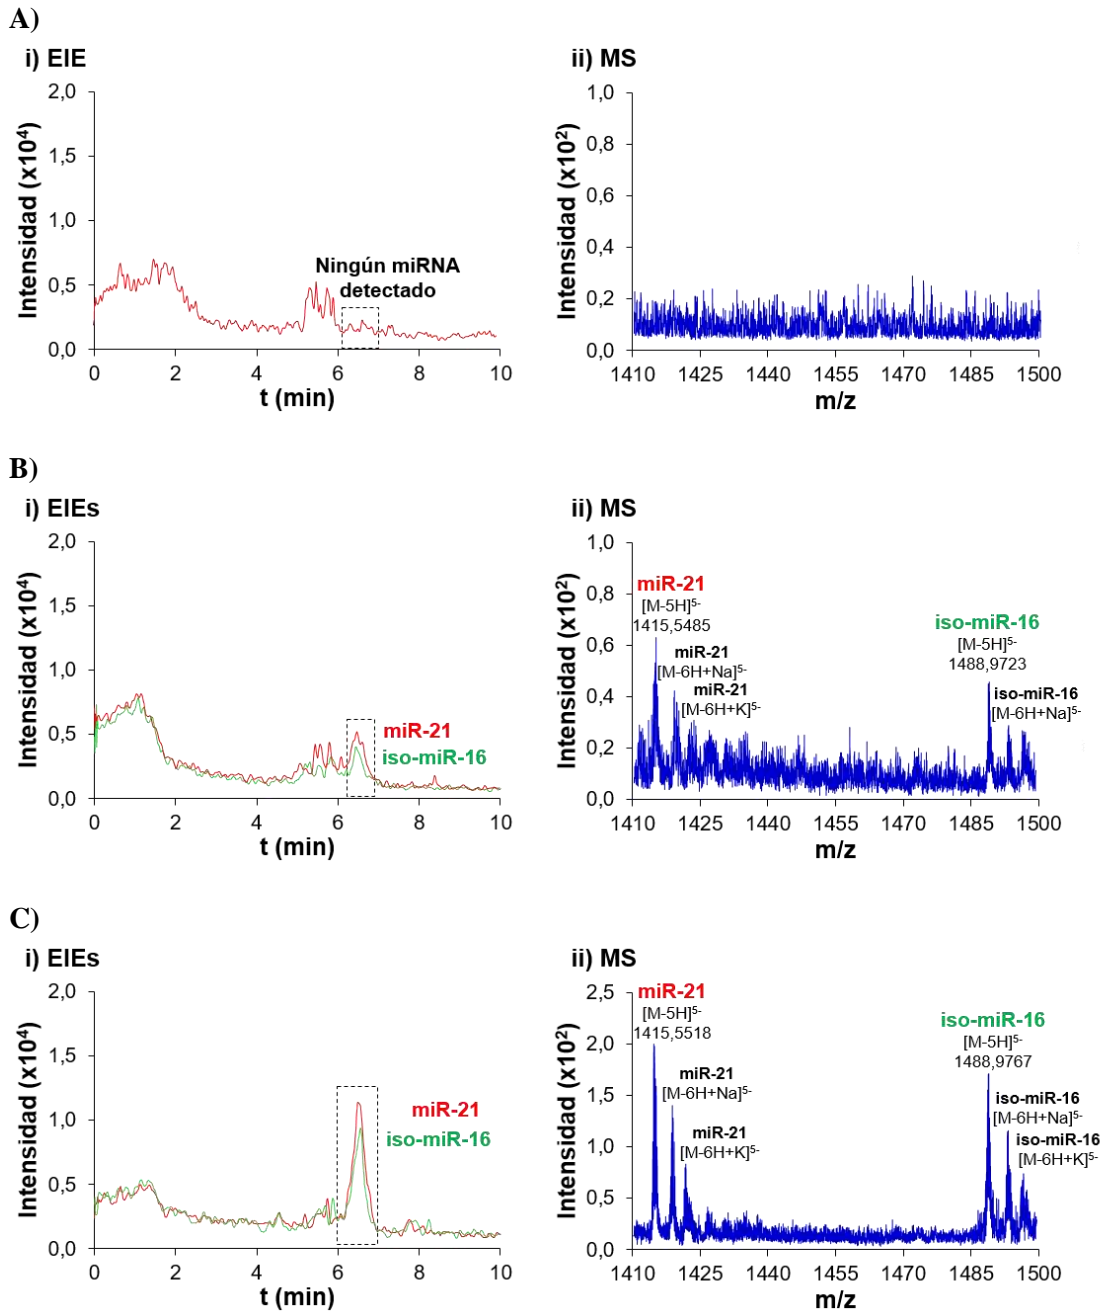 A)
i) EIE
Intensidad (x10⁴)
2,0
1,5
1,0
0,5
0,0
Ningún miRNA
detectado
0 2 4 6 8 10
t (min)
ii) MS
Intensidad (x10²)
1,0
0,8
0,6
0,4
0,2
0,0
1410 1425 1440 1455 1470 1485 1500
m/z
B)
i) EIEs
Intensidad (x10⁴)
2,0
1,5
1,0
0,5
0,0
miR-21
iso-miR-16
0 2 4 6 8 10
t (min)
ii) MS
Intensidad (x10²)
1,0
0,8
0,6
0,4
0,2
0,0
miR-21
[M-5H]⁵⁻
1415,5485
miR-21
[M-6H+Na]⁵⁻
miR-21
[M-6H+K]⁵⁻
iso-miR-16
[M-5H]⁵⁻
1488,9723
iso-miR-16
[M-6H+Na]⁵⁻
1410 1425 1440 1455 1470 1485 1500
m/z
C)
i) EIEs
Intensidad (x10⁴)
2,0
1,5
1,0
0,5
0,0
miR-21
iso-miR-16
0 2 4 6 8 10
t (min)
ii) MS
Intensidad (x10²)
2,5
2,0
1,5
1,0
0,5
0,0
miR-21
[M-5H]⁵⁻
1415,5518
miR-21
[M-6H+Na]⁵⁻
miR-21
[M-6H+K]⁵⁻
iso-miR-16
[M-5H]⁵⁻
1488,9767
iso-miR-16
[M-6H+Na]⁵⁻
iso-miR-16
[M-6H+K]⁵⁻
1410 1425 1440 1455 1470 1485 1500
m/z